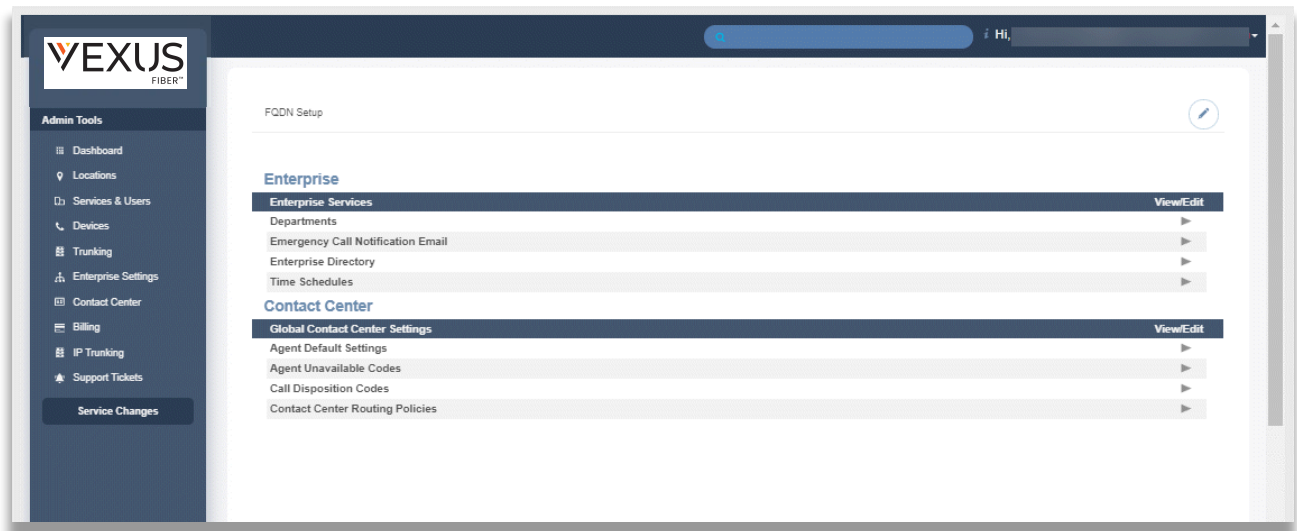 VEXUS
FIBER™
Hi,
Admin Tools
Dashboard
Locations
Services & Users
Devices
Trunking
Enterprise Settings
Contact Center
Billing
IP Trunking
Support Tickets
Service Changes
FQDN Setup
Enterprise
Enterprise Services View/Edit
Departments
Emergency Call Notification Email
Enterprise Directory
Time Schedules
Contact Center
Global Contact Center Settings View/Edit
Agent Default Settings
Agent Unavailable Codes
Call Disposition Codes
Contact Center Routing Policies